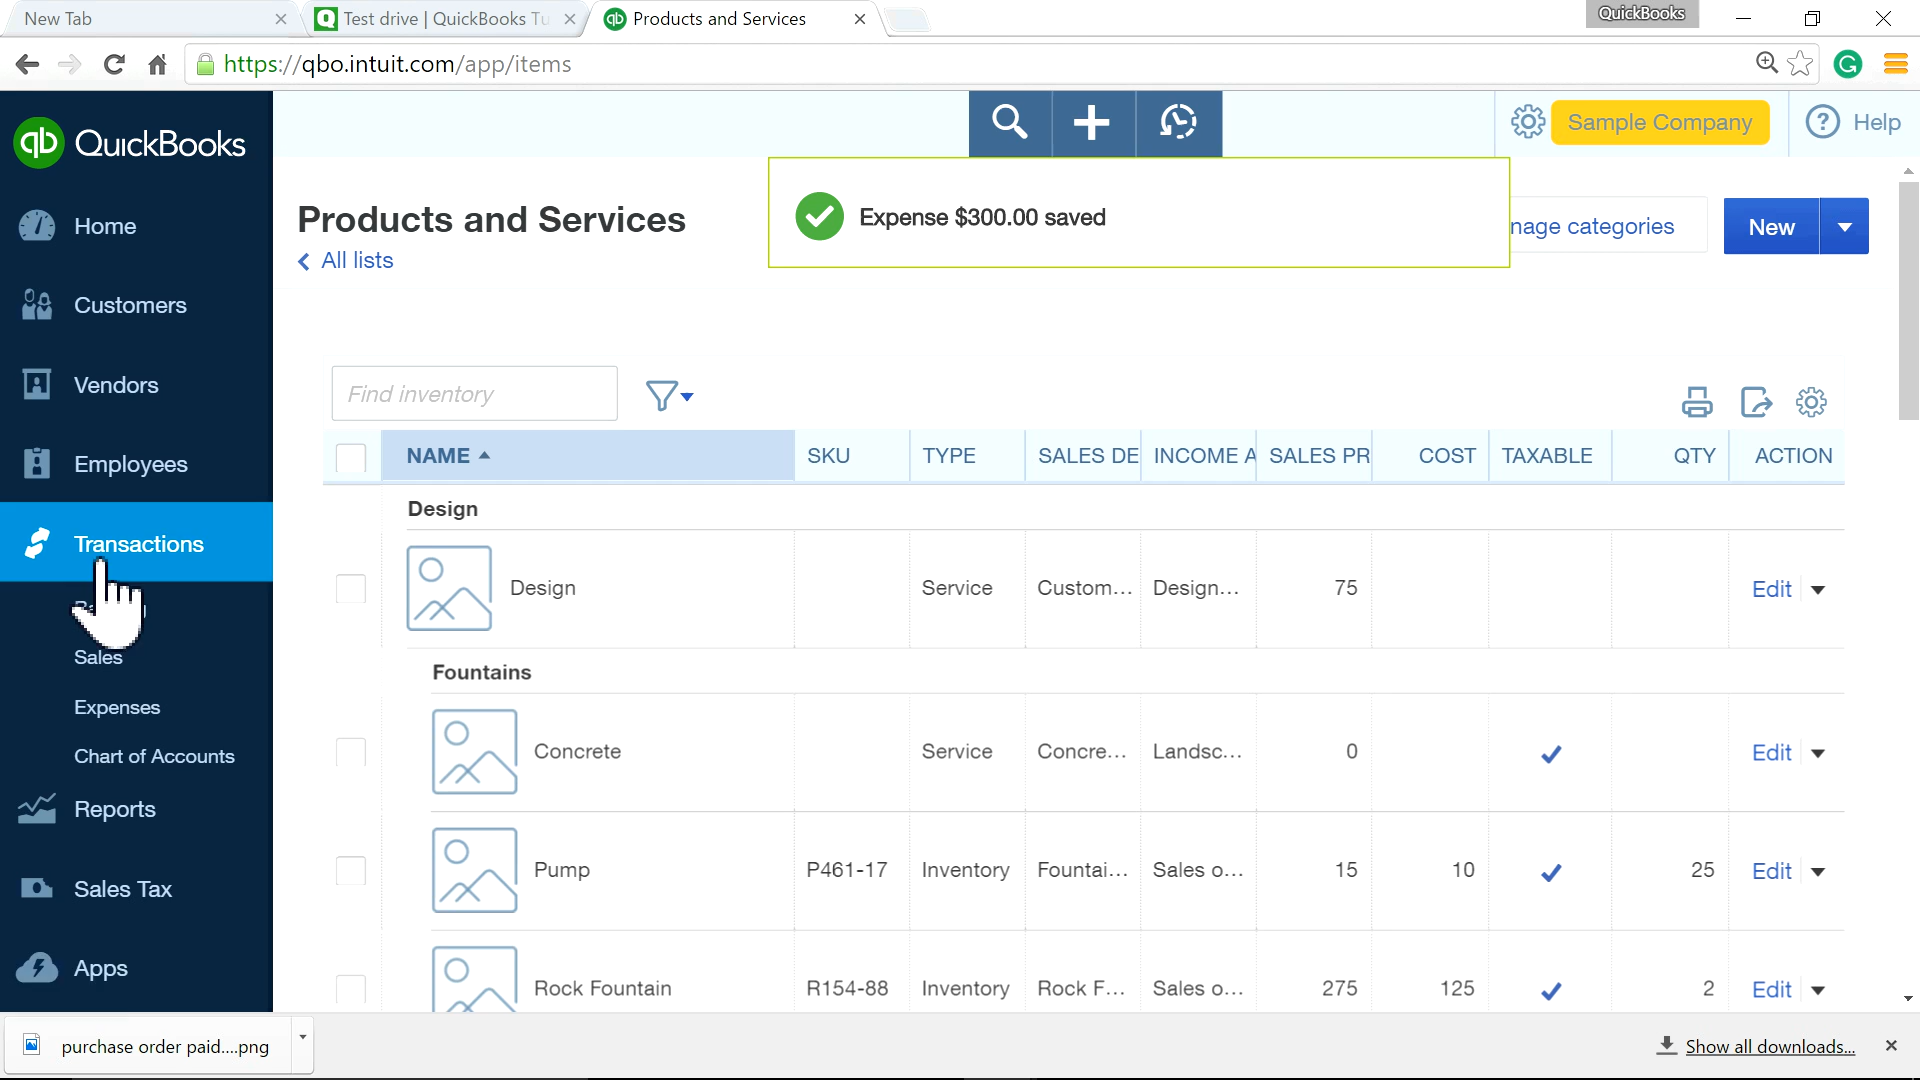 New Tab
Test drive | QuickBooks Tu
Products and Services
QuickBooks
https://qbo.intuit.com/app/items
G
qb QuickBooks
Sample Company
? Help
Home
Customers
Vendors
Employees
Transactions
Sales
Expenses
Chart of Accounts
Reports
Sales Tax
Apps
Products and Services
All lists
Expense $300.00 saved
nage categories
New
Find inventory
NAME SKU TYPE SALES DE INCOME A SALES PR COST TAXABLE QTY ACTION
Design
Design Service Custom... Design... 75 Edit
Fountains
Concrete Service Concre... Landsc... 0 Edit
Pump P461-17 Inventory Fountai... Sales o... 15 10 25 Edit
Rock Fountain R154-88 Inventory Rock F... Sales o... 275 125 2 Edit
purchase order paid....png
Show all downloads...